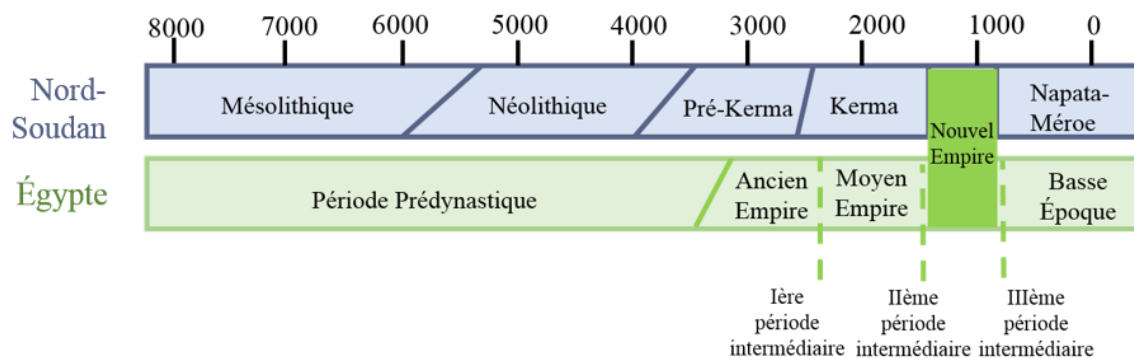 8000 7000 6000 5000 4000 3000 2000 1000 0
Nord-
Soudan
Mésolithique
Néolithique
Pré-Kerma
Kerma
Nouvel
Empire
Napata-
Méroe
Égypte
Période Prédynastique
Ancien
Empire
Moyen
Empire
Basse
Époque
Ière
période
intermédiaire
IIème
période
intermédiaire
IIIème
période
intermédiaire